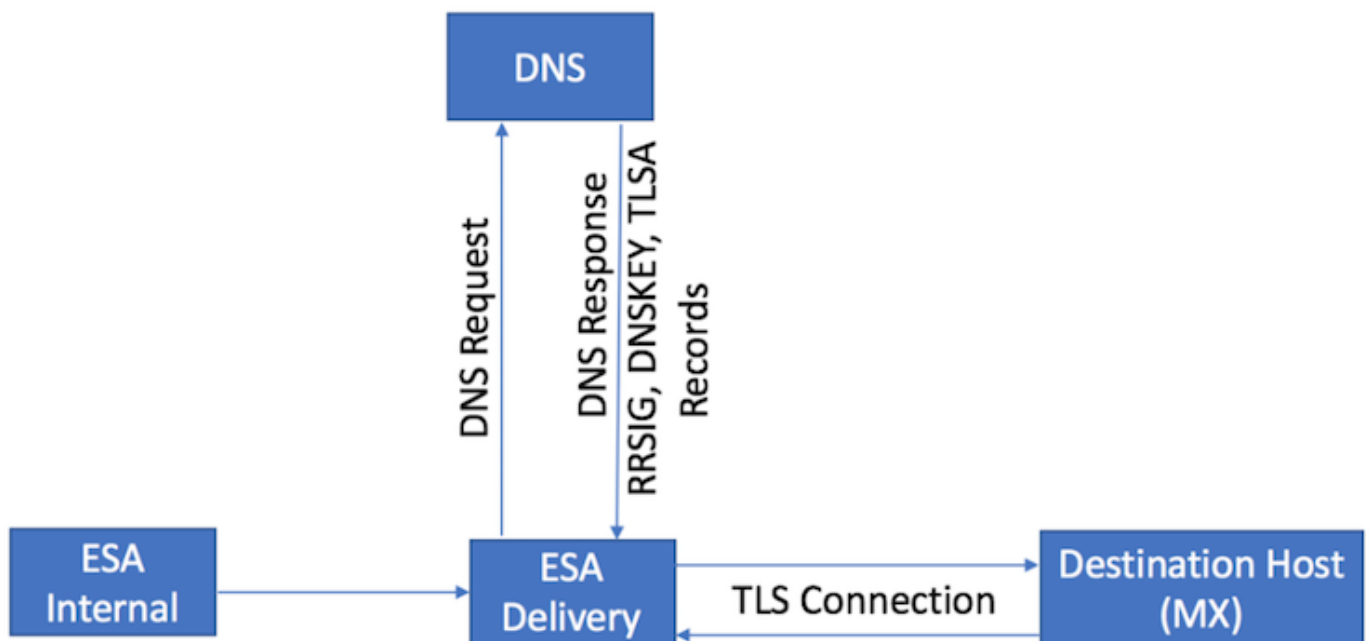 DNS
DNS Request
DNS Response
RRSIG, DNSKEY, TLSA
Records
ESA
Internal
ESA
Delivery
TLS Connection
Destination Host
(MX)